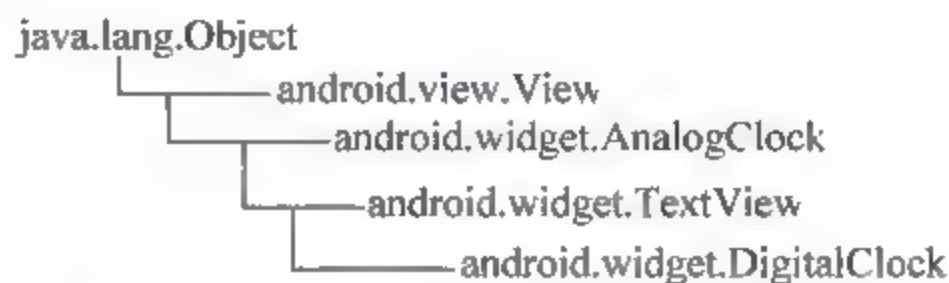 java.lang.Object
android.view.View
android.widget.AnalogClock
android.widget.TextView
android.widget.DigitalClock